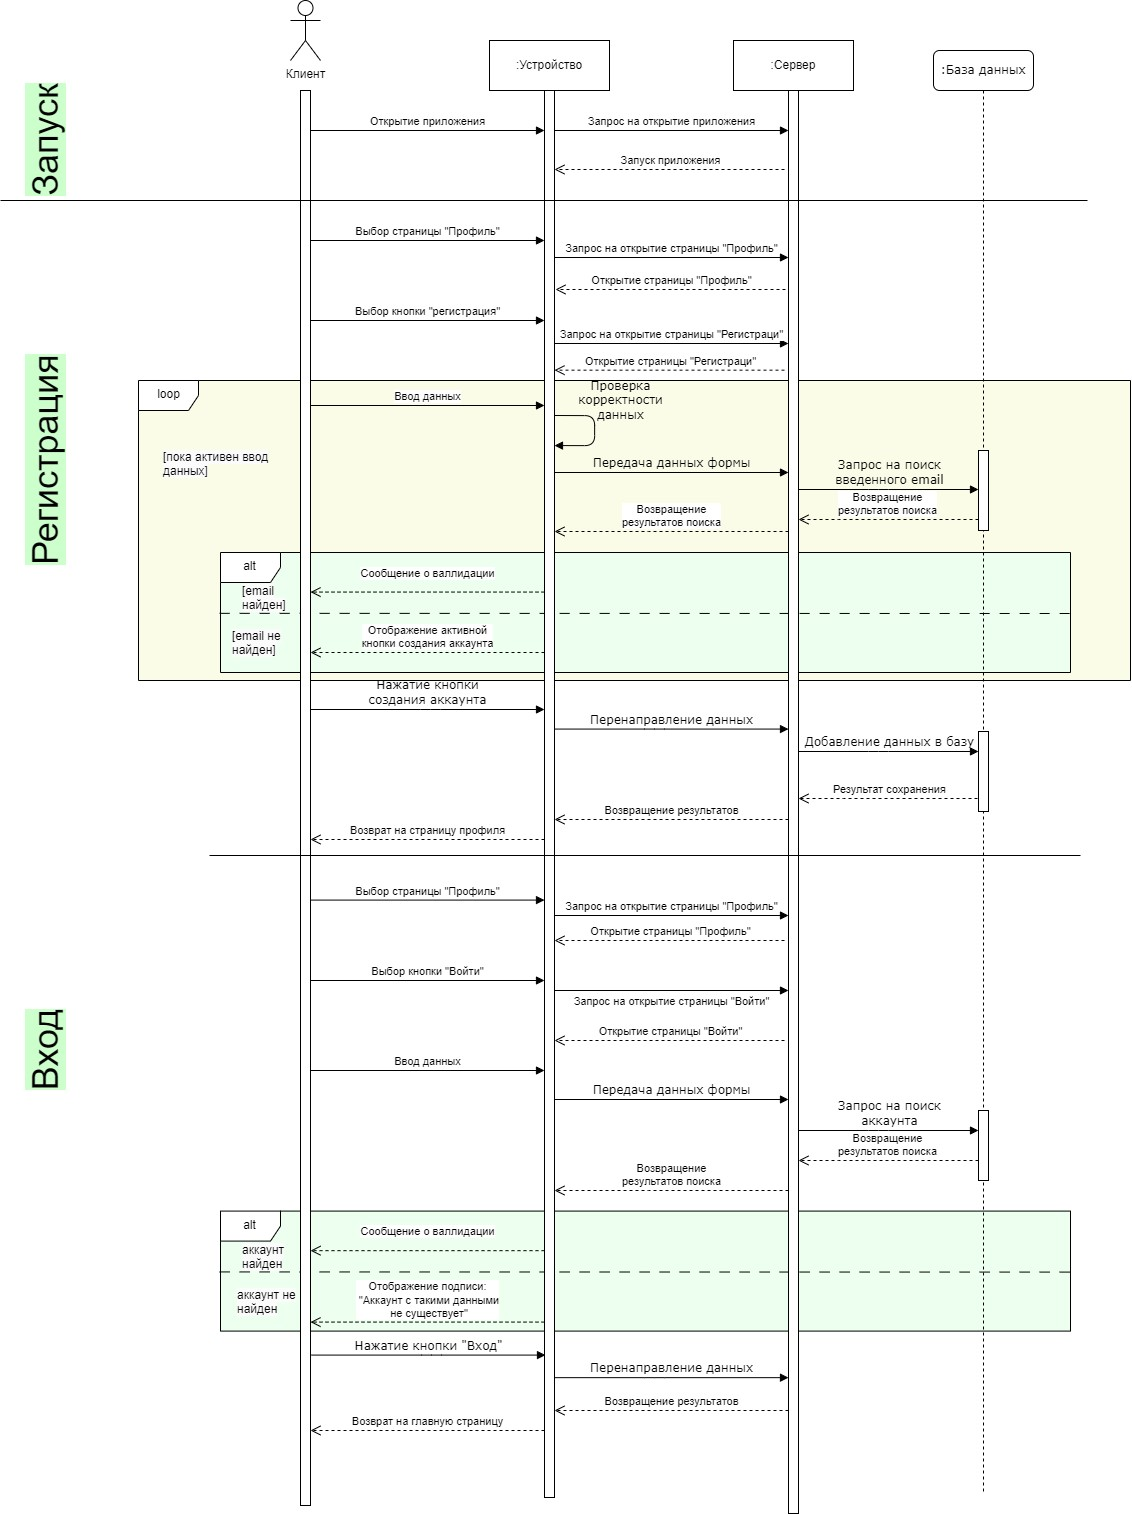 Клиент
:Устройство
:Сервер
:База данных
Запуск
Открытие приложения
Запрос на открытие приложения
Запуск приложения
Регистрация
Выбор страницы "Профиль"
Запрос на открытие страницы "Профиль"
Открытие страницы "Профиль"
Выбор кнопки "регистрация"
Запрос на открытие страницы "Регистраци"
Открытие страницы "Регистраци"
loop
[пока активен ввод
данных]
Ввод данных
Проверка
корректности
данных
Передача данных формы
Запрос на поиск
введенного email
Возвращение
результатов поиска
Возвращение
результатов поиска
alt
[email
найден]
Сообщение о валлидации
[email не
найден]
Отображение активной
кнопки создания аккаунта
Нажатие кнопки
создания аккаунта
Перенаправление данных
Добавление данных в базу
Результат сохранения
Возвращение результатов
Возврат на страницу профиля
Вход
Выбор страницы "Профиль"
Запрос на открытие страницы "Профиль"
Открытие страницы "Профиль"
Выбор кнопки "Войти"
Запрос на открытие страницы "Войти"
Открытие страницы "Войти"
Ввод данных
Передача данных формы
Запрос на поиск
аккаунта
Возвращение
результатов поиска
Возвращение
результатов поиска
alt
аккаунт
найден
Сообщение о валлидации
аккаунт не
найден
Отображение подписи:
"Аккаунт с такими данными
не существует"
Нажатие кнопки "Вход"
Перенаправление данных
Возвращение результатов
Возврат на главную страницу